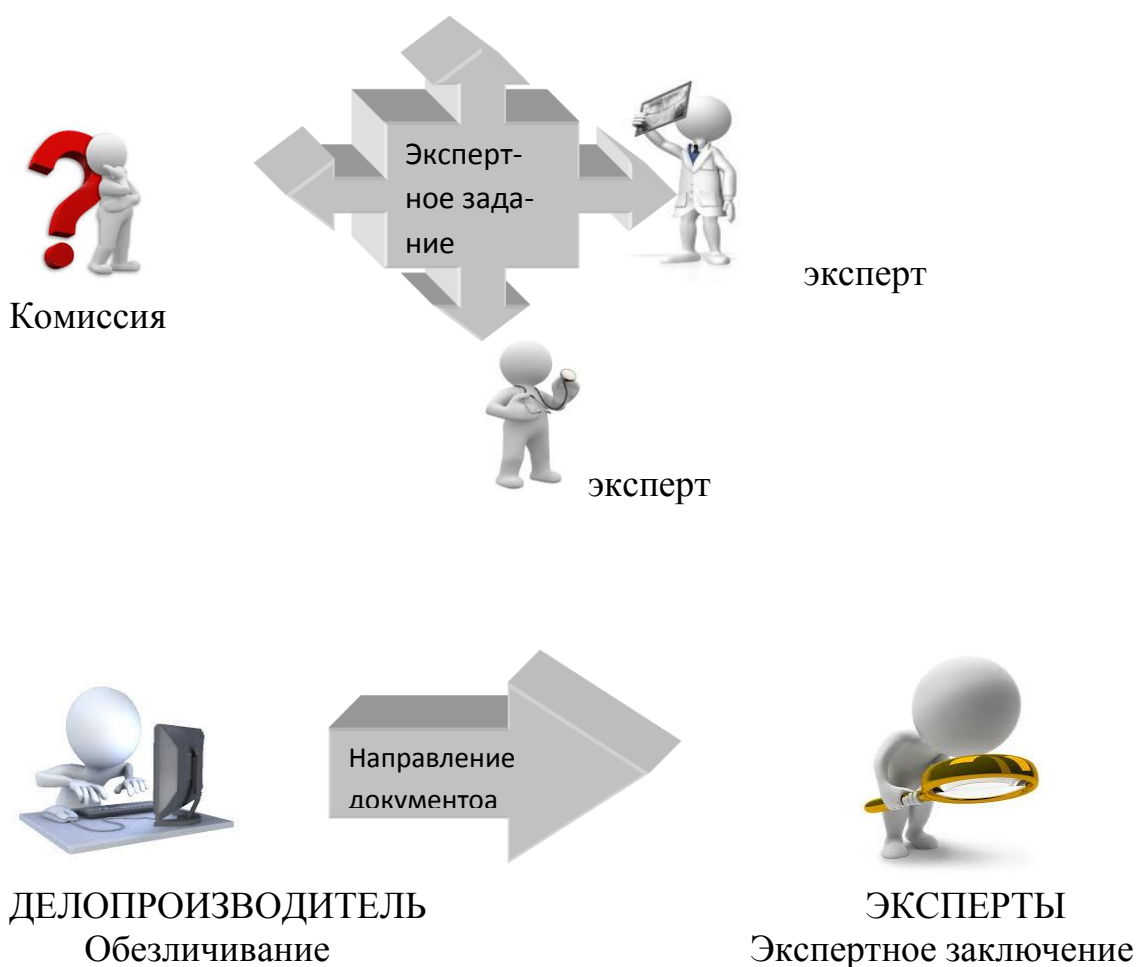 Эксперт-
ное зада-
ние
эксперт
Комиссия
эксперт
Направление
документоа
ДЕЛОПРОИЗВОДИТЕЛЬ
ЭКСПЕРТЫ
Обезличивание
Экспертное заключение